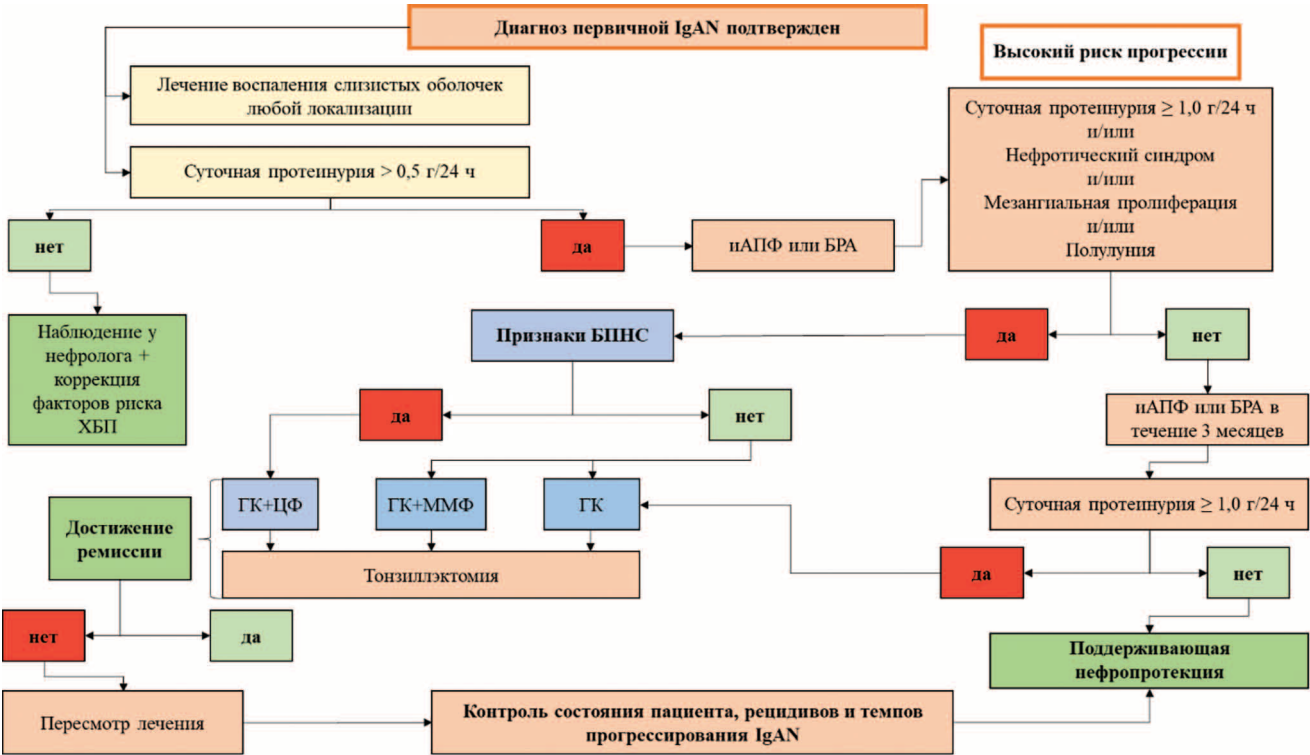 Диагноз первичной IgAN подтвержден
Высокий риск прогрессии
Лечение воспаления слизистых оболочек
любой локализации
Суточная протеинурия ≥ 1,0 г/24 ч
и/или
Нефротический синдром
и/или
Мезангиальная пролиферация
и/или
Полулуния
Суточная протеинурия > 0,5 г/24 ч
нет
да
иАПФ или БРА
Наблюдение у
нефролога +
коррекция
факторов риска
ХБП
Признаки БПНС
да
нет
да
нет
иАПФ или БРА в
течение 3 месяцев
ГК+ЦФ
ГК+ММФ
ГК
Суточная протеинурия ≥ 1,0 г/24 ч
Достижение
ремиссии
Тонзиллэктомия
да
нет
нет
да
Поддерживающая
нефропротекция
Пересмотр лечения
Контроль состояния пациента, рецидивов и темпов
прогрессирования IgAN